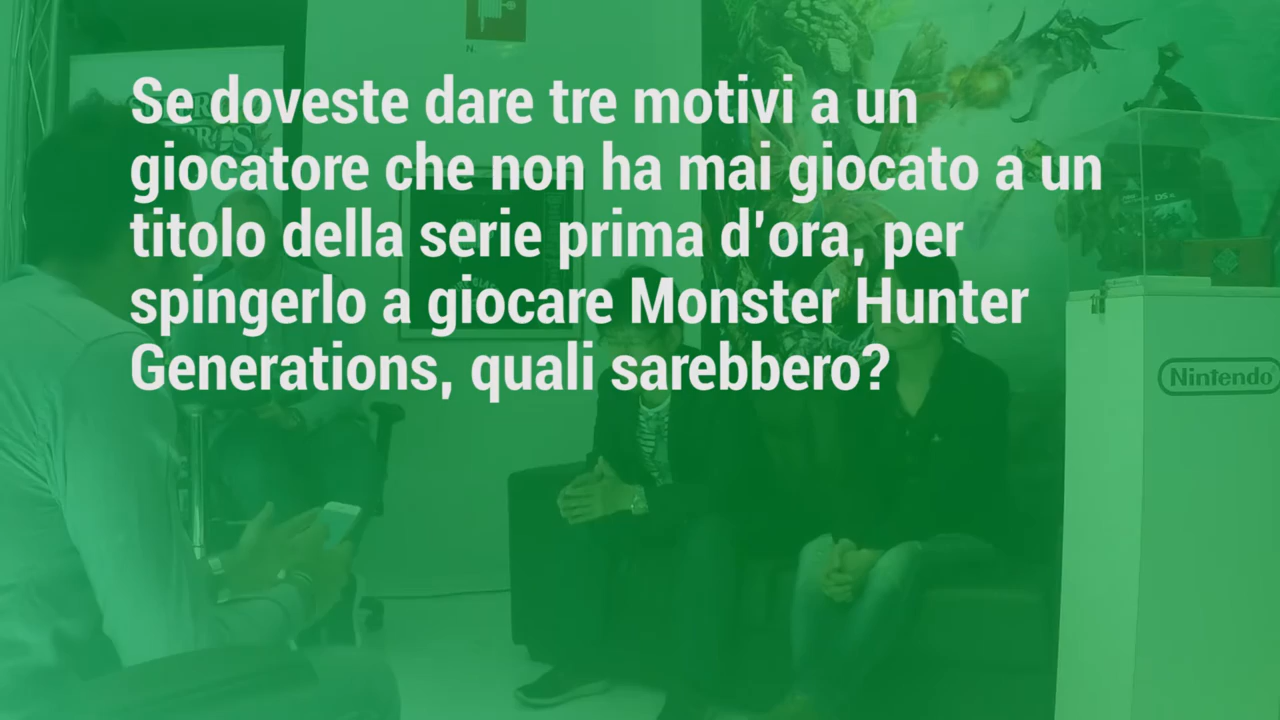 Se doveste dare tre motivi a un
giocatore che non ha mai giocato a un
titolo della serie prima d'ora, per
spingerlo a giocare Monster Hunter
Generations, quali sarebbero?
Nintendo